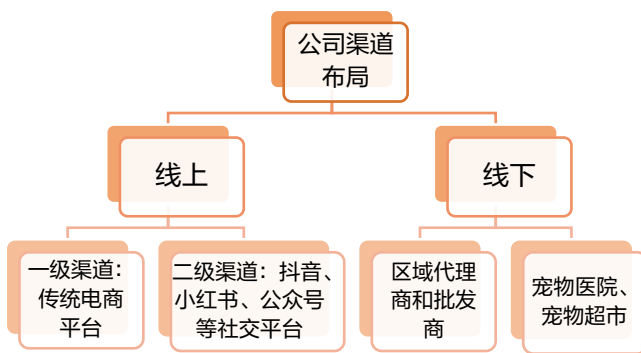 公司渠道
布局
线上
线下
一级渠道：
传统电商
平台
二级渠道：抖音、
小红书、公众号
等社交平台
区域代理
商和批发
商
宠物医院、
宠物超市